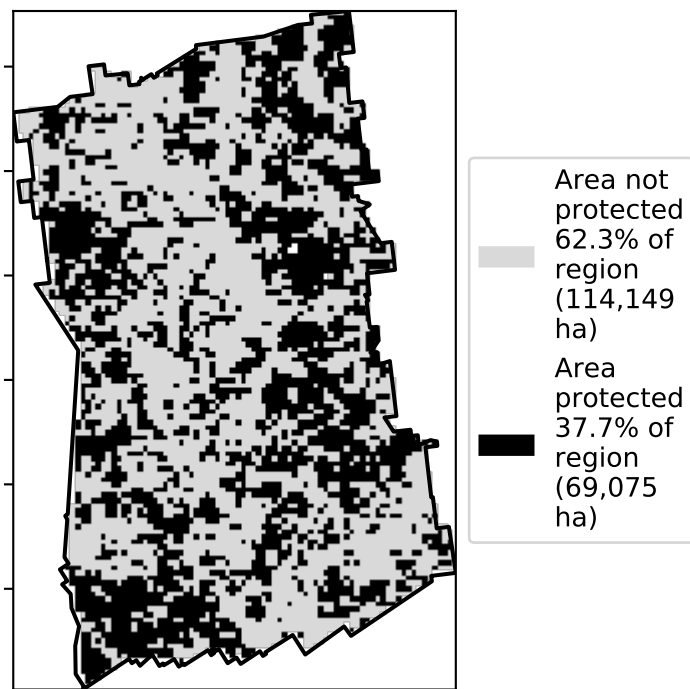 Area not
protected
62.3% of
region
(114,149
ha)
Area
protected
37.7% of
region
(69,075
ha)